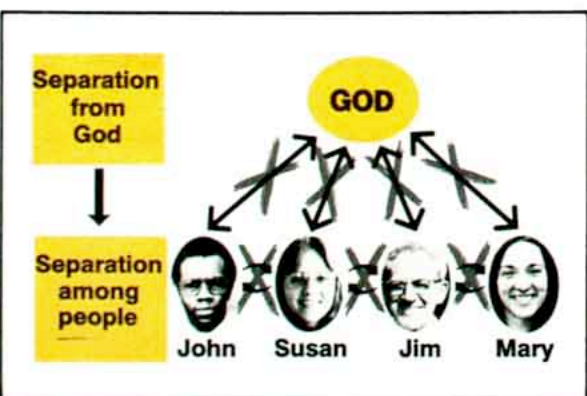 Separation
from
God
GOD
Separation
among
people
John Susan Jim Mary